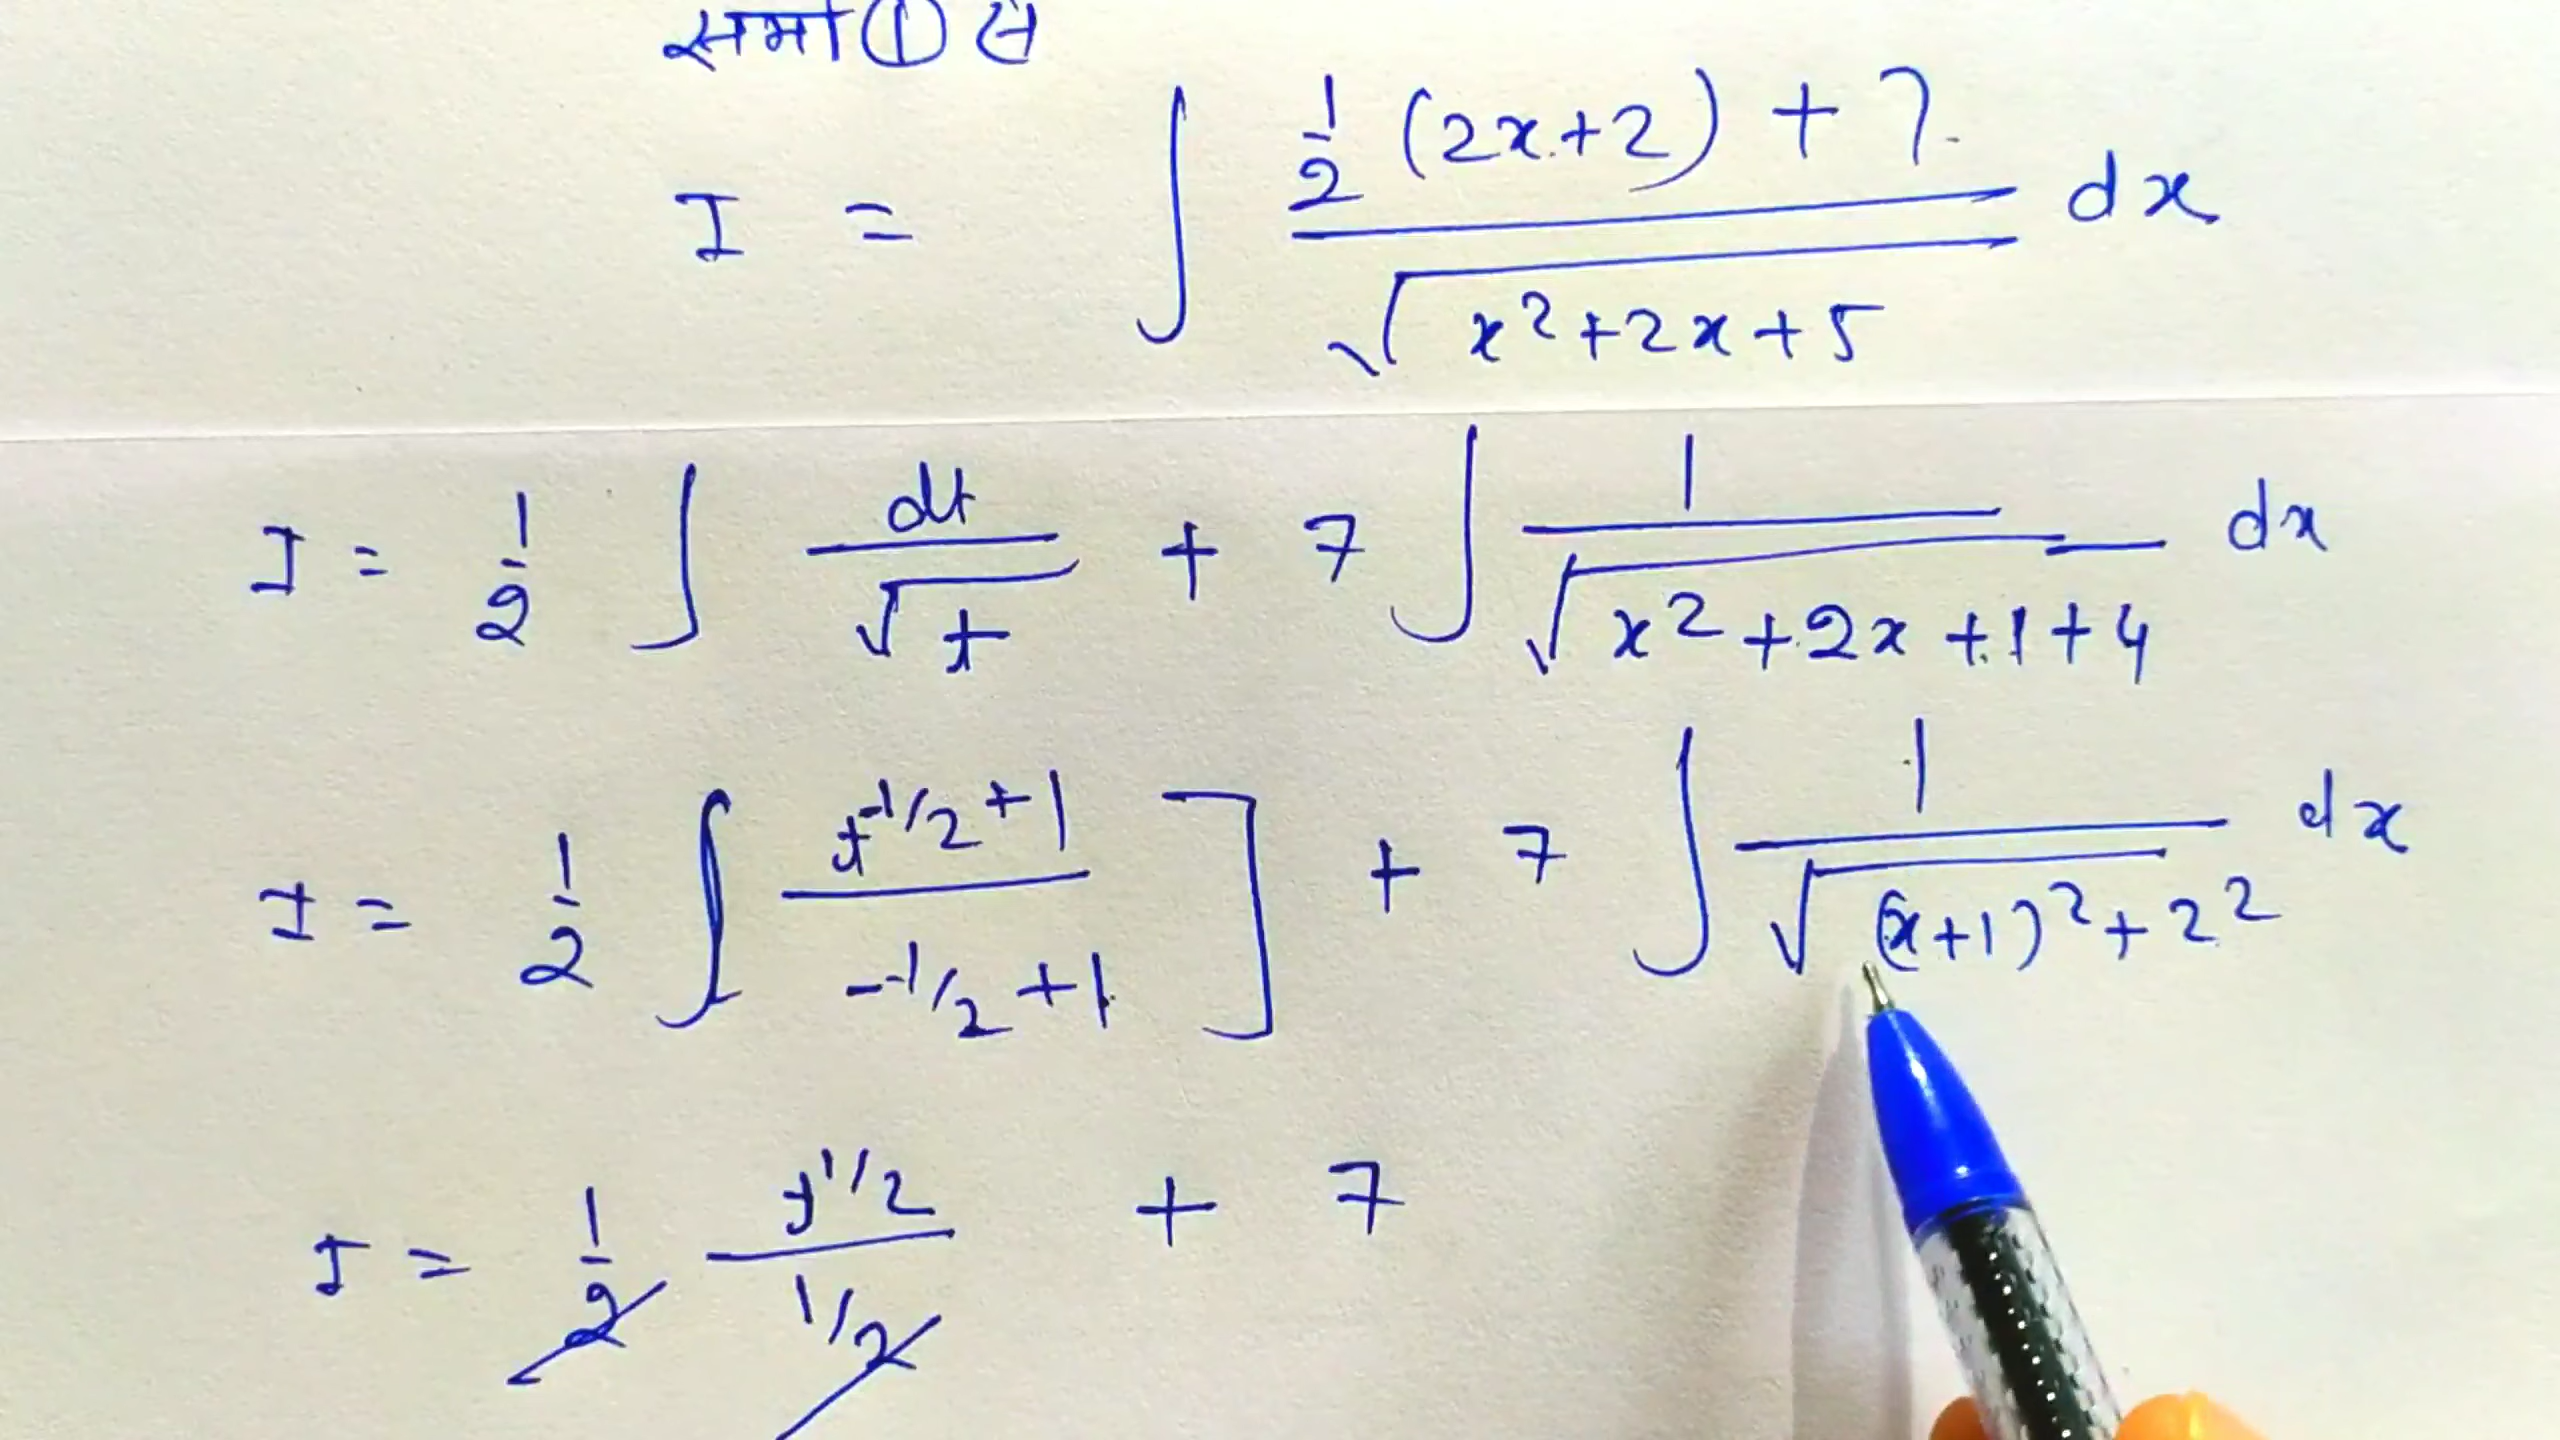 समी ① से
I = ∫ (1/2 (2x+2) + 7) / √(x²+2x+5) dx
I = 1/2 ∫ dt/√t + 7 ∫ 1/√(x²+2x+1+4) dx
I = 1/2 [ t^(-1/2+1) / (-1/2+1) ] + 7 ∫ 1/√((x+1)²+2²) dx
I = 1/2 t^(1/2) / (1/2) + 7